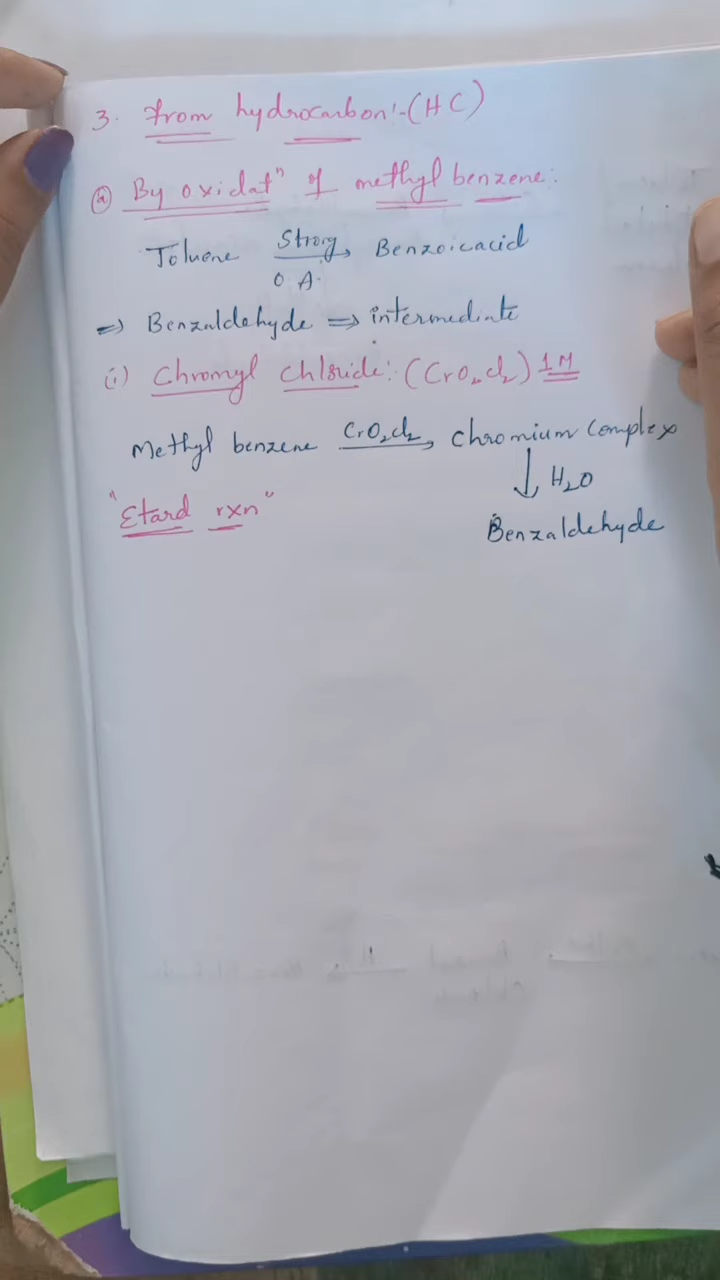 3. From hydrocarbon:-(HC)
ⓐ By oxidatⁿ of methyl benzene:
Toluene Strong O.A. → Benzoicacid
⇒ Benzaldehyde ⇒ intermediate
(i) Chromyl chloride: (CrO₂cl₂) 1M
Methyl benzene CrO₂cl₂ → chromium complex
↓ H₂O
"Etard rxn"
Benzaldehyde